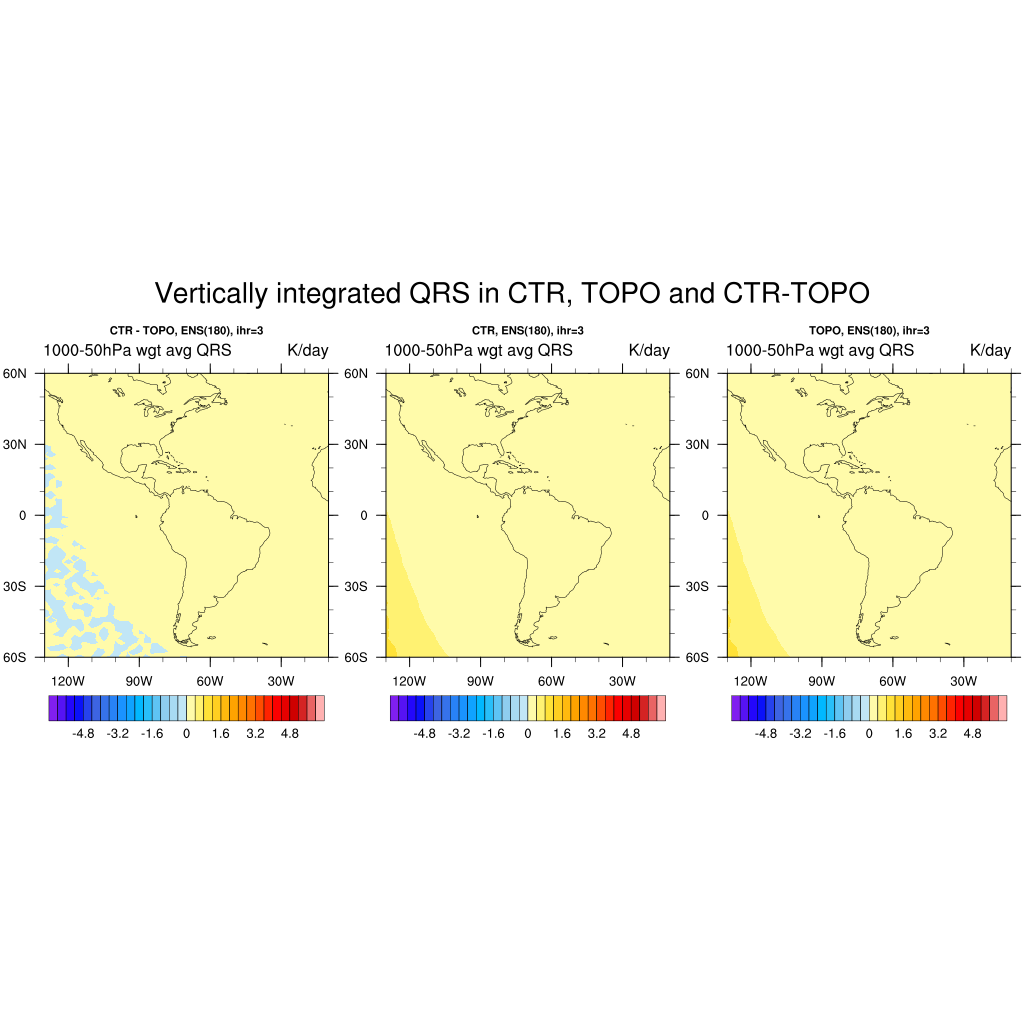 Vertically integrated QRS in CTR, TOPO and CTR-TOPO
CTR - TOPO, ENS(180), ihr=3
1000-50hPa wgt avg QRS K/day
60N
30N
0
30S
60S
120W 90W 60W 30W
-4.8 -3.2 -1.6 0 1.6 3.2 4.8
CTR, ENS(180), ihr=3
1000-50hPa wgt avg QRS K/day
60N
30N
0
30S
60S
120W 90W 60W 30W
-4.8 -3.2 -1.6 0 1.6 3.2 4.8
TOPO, ENS(180), ihr=3
1000-50hPa wgt avg QRS K/day
60N
30N
0
30S
60S
120W 90W 60W 30W
-4.8 -3.2 -1.6 0 1.6 3.2 4.8